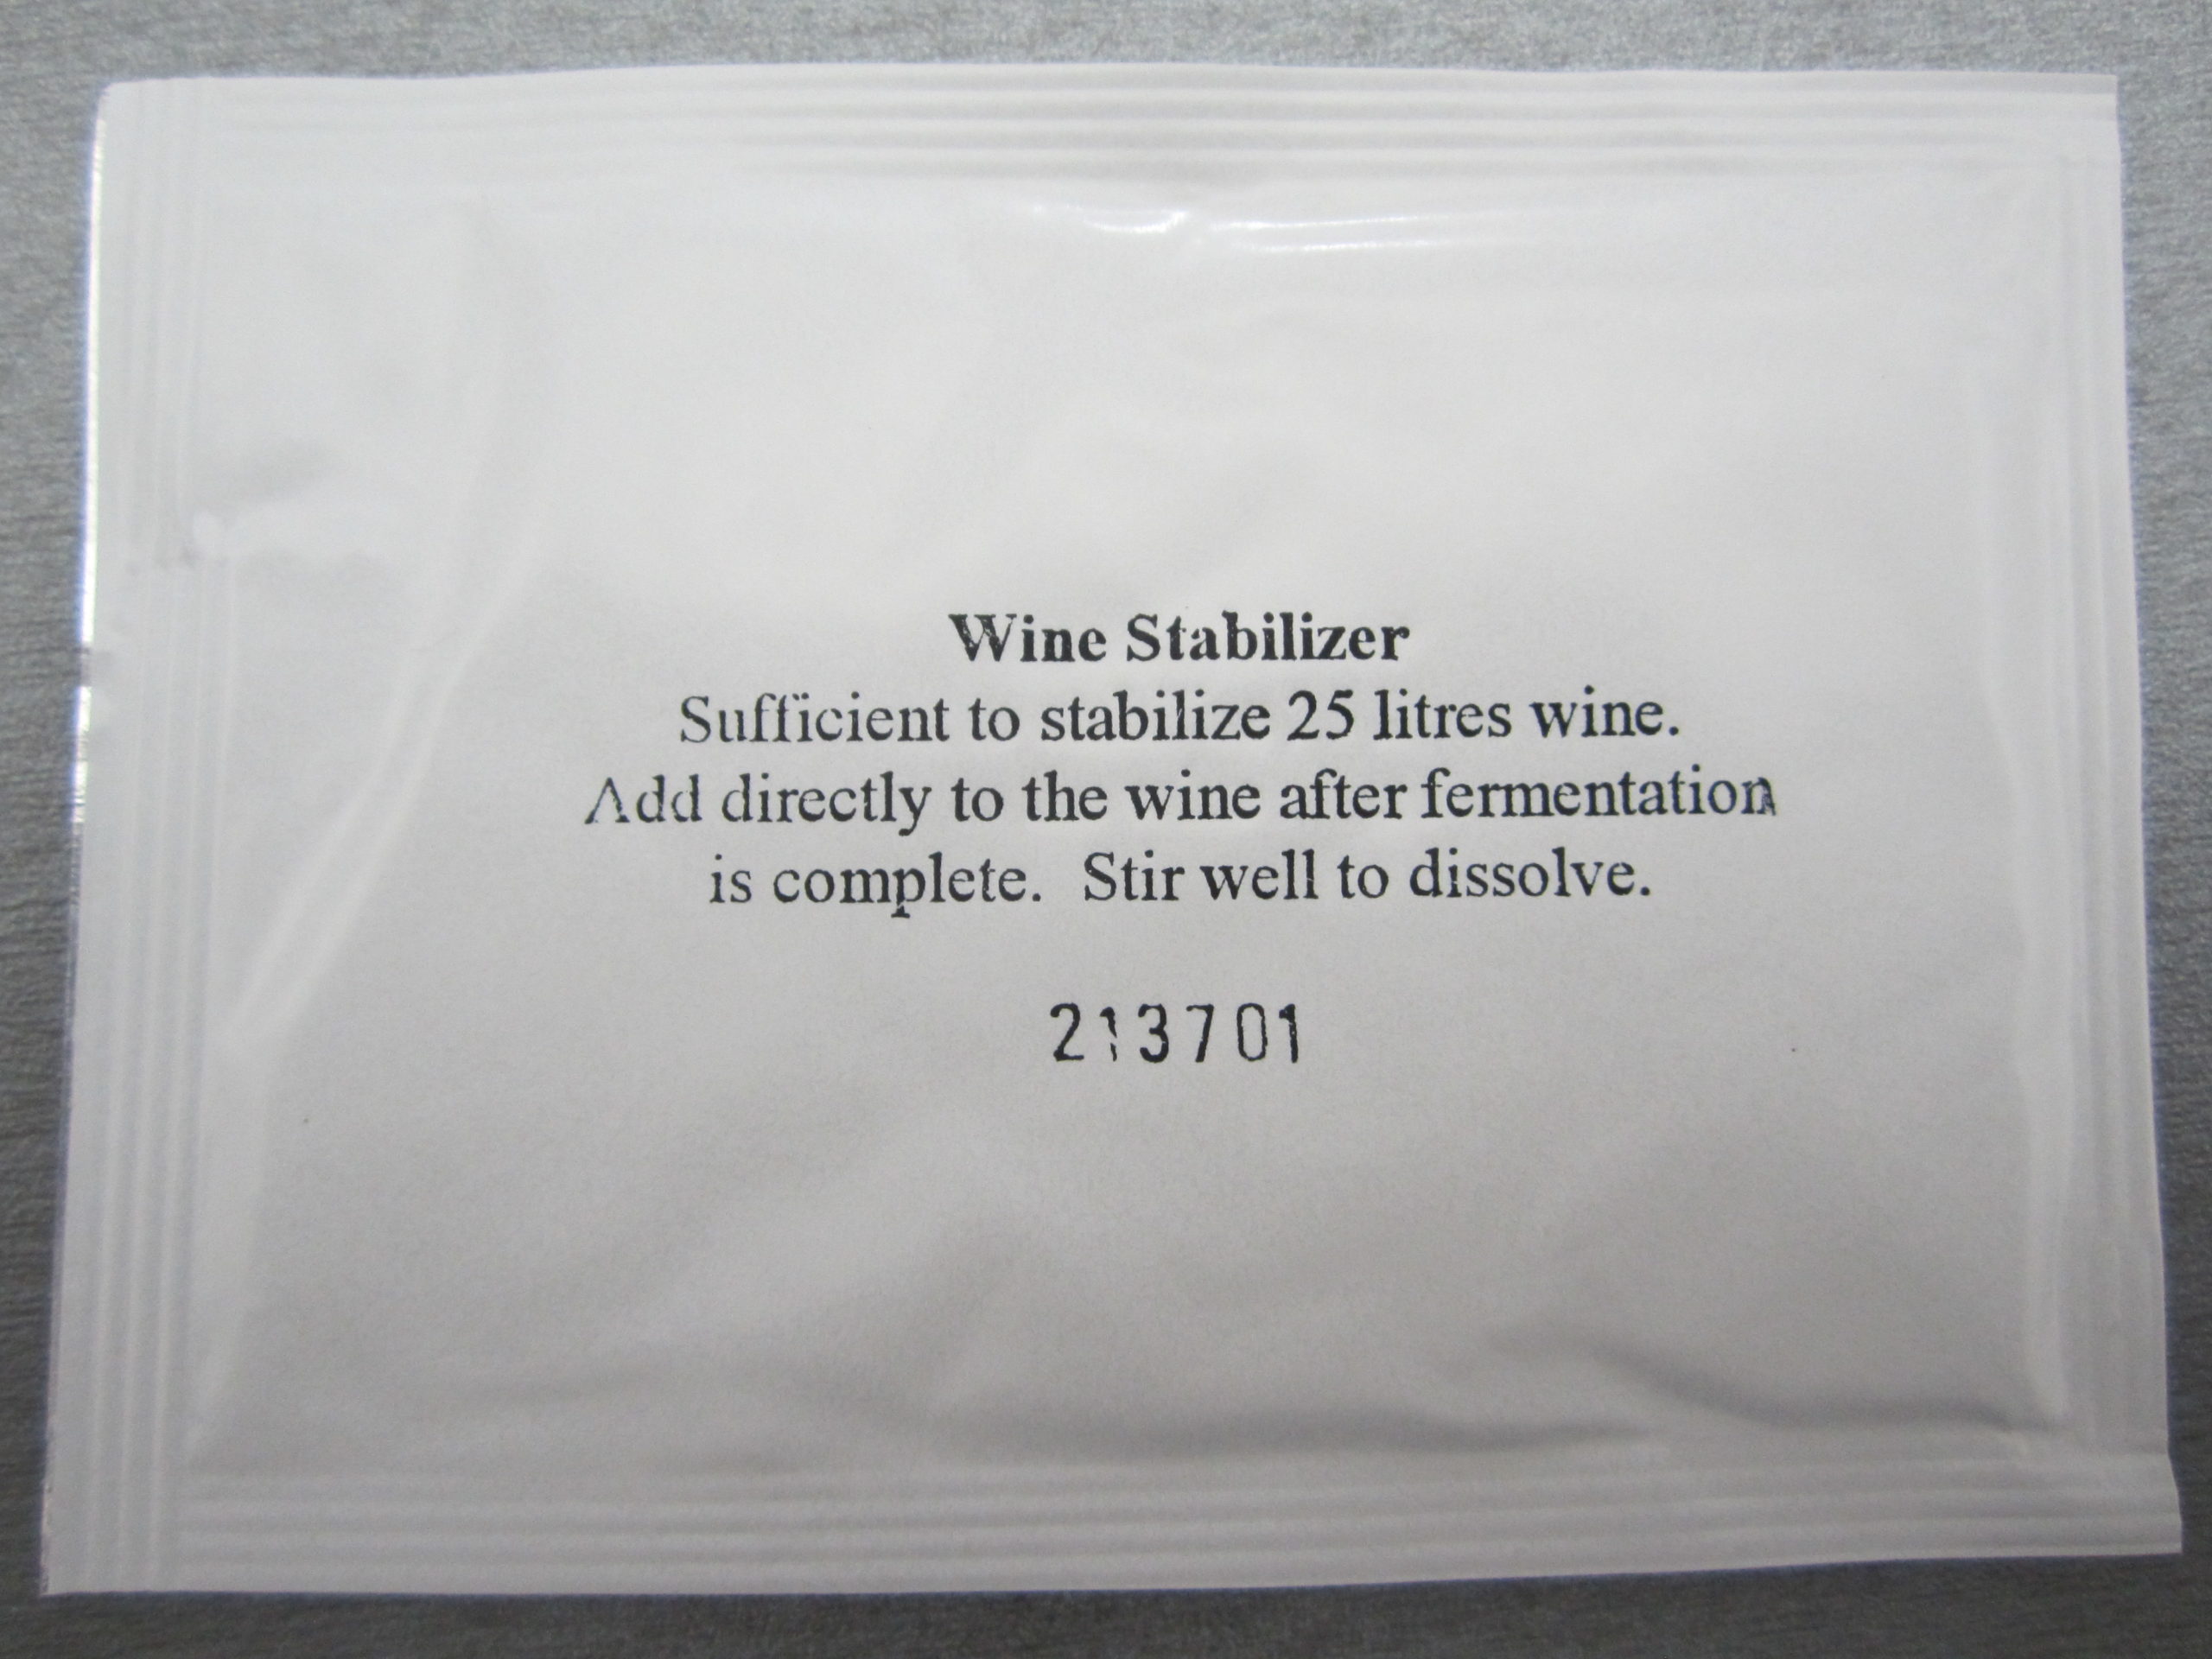 Wine Stabilizer
Sufficient to stabilize 25 litres wine.
Add directly to the wine after fermentation
is complete.  Stir well to dissolve.
213701